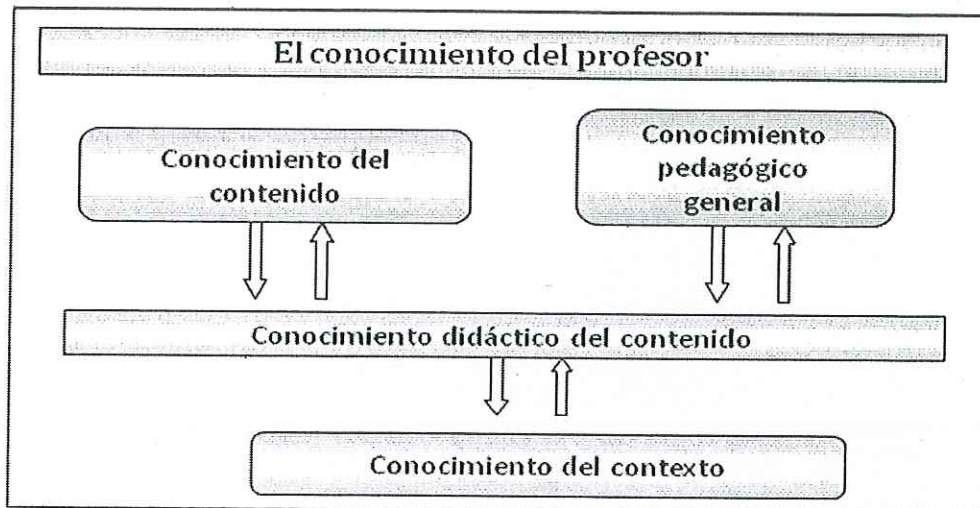 El conocimiento del profesor
Conocimiento del
contenido
Conocimiento
pedagógico
general
Conocimiento didáctico del contenido
Conocimiento del contexto